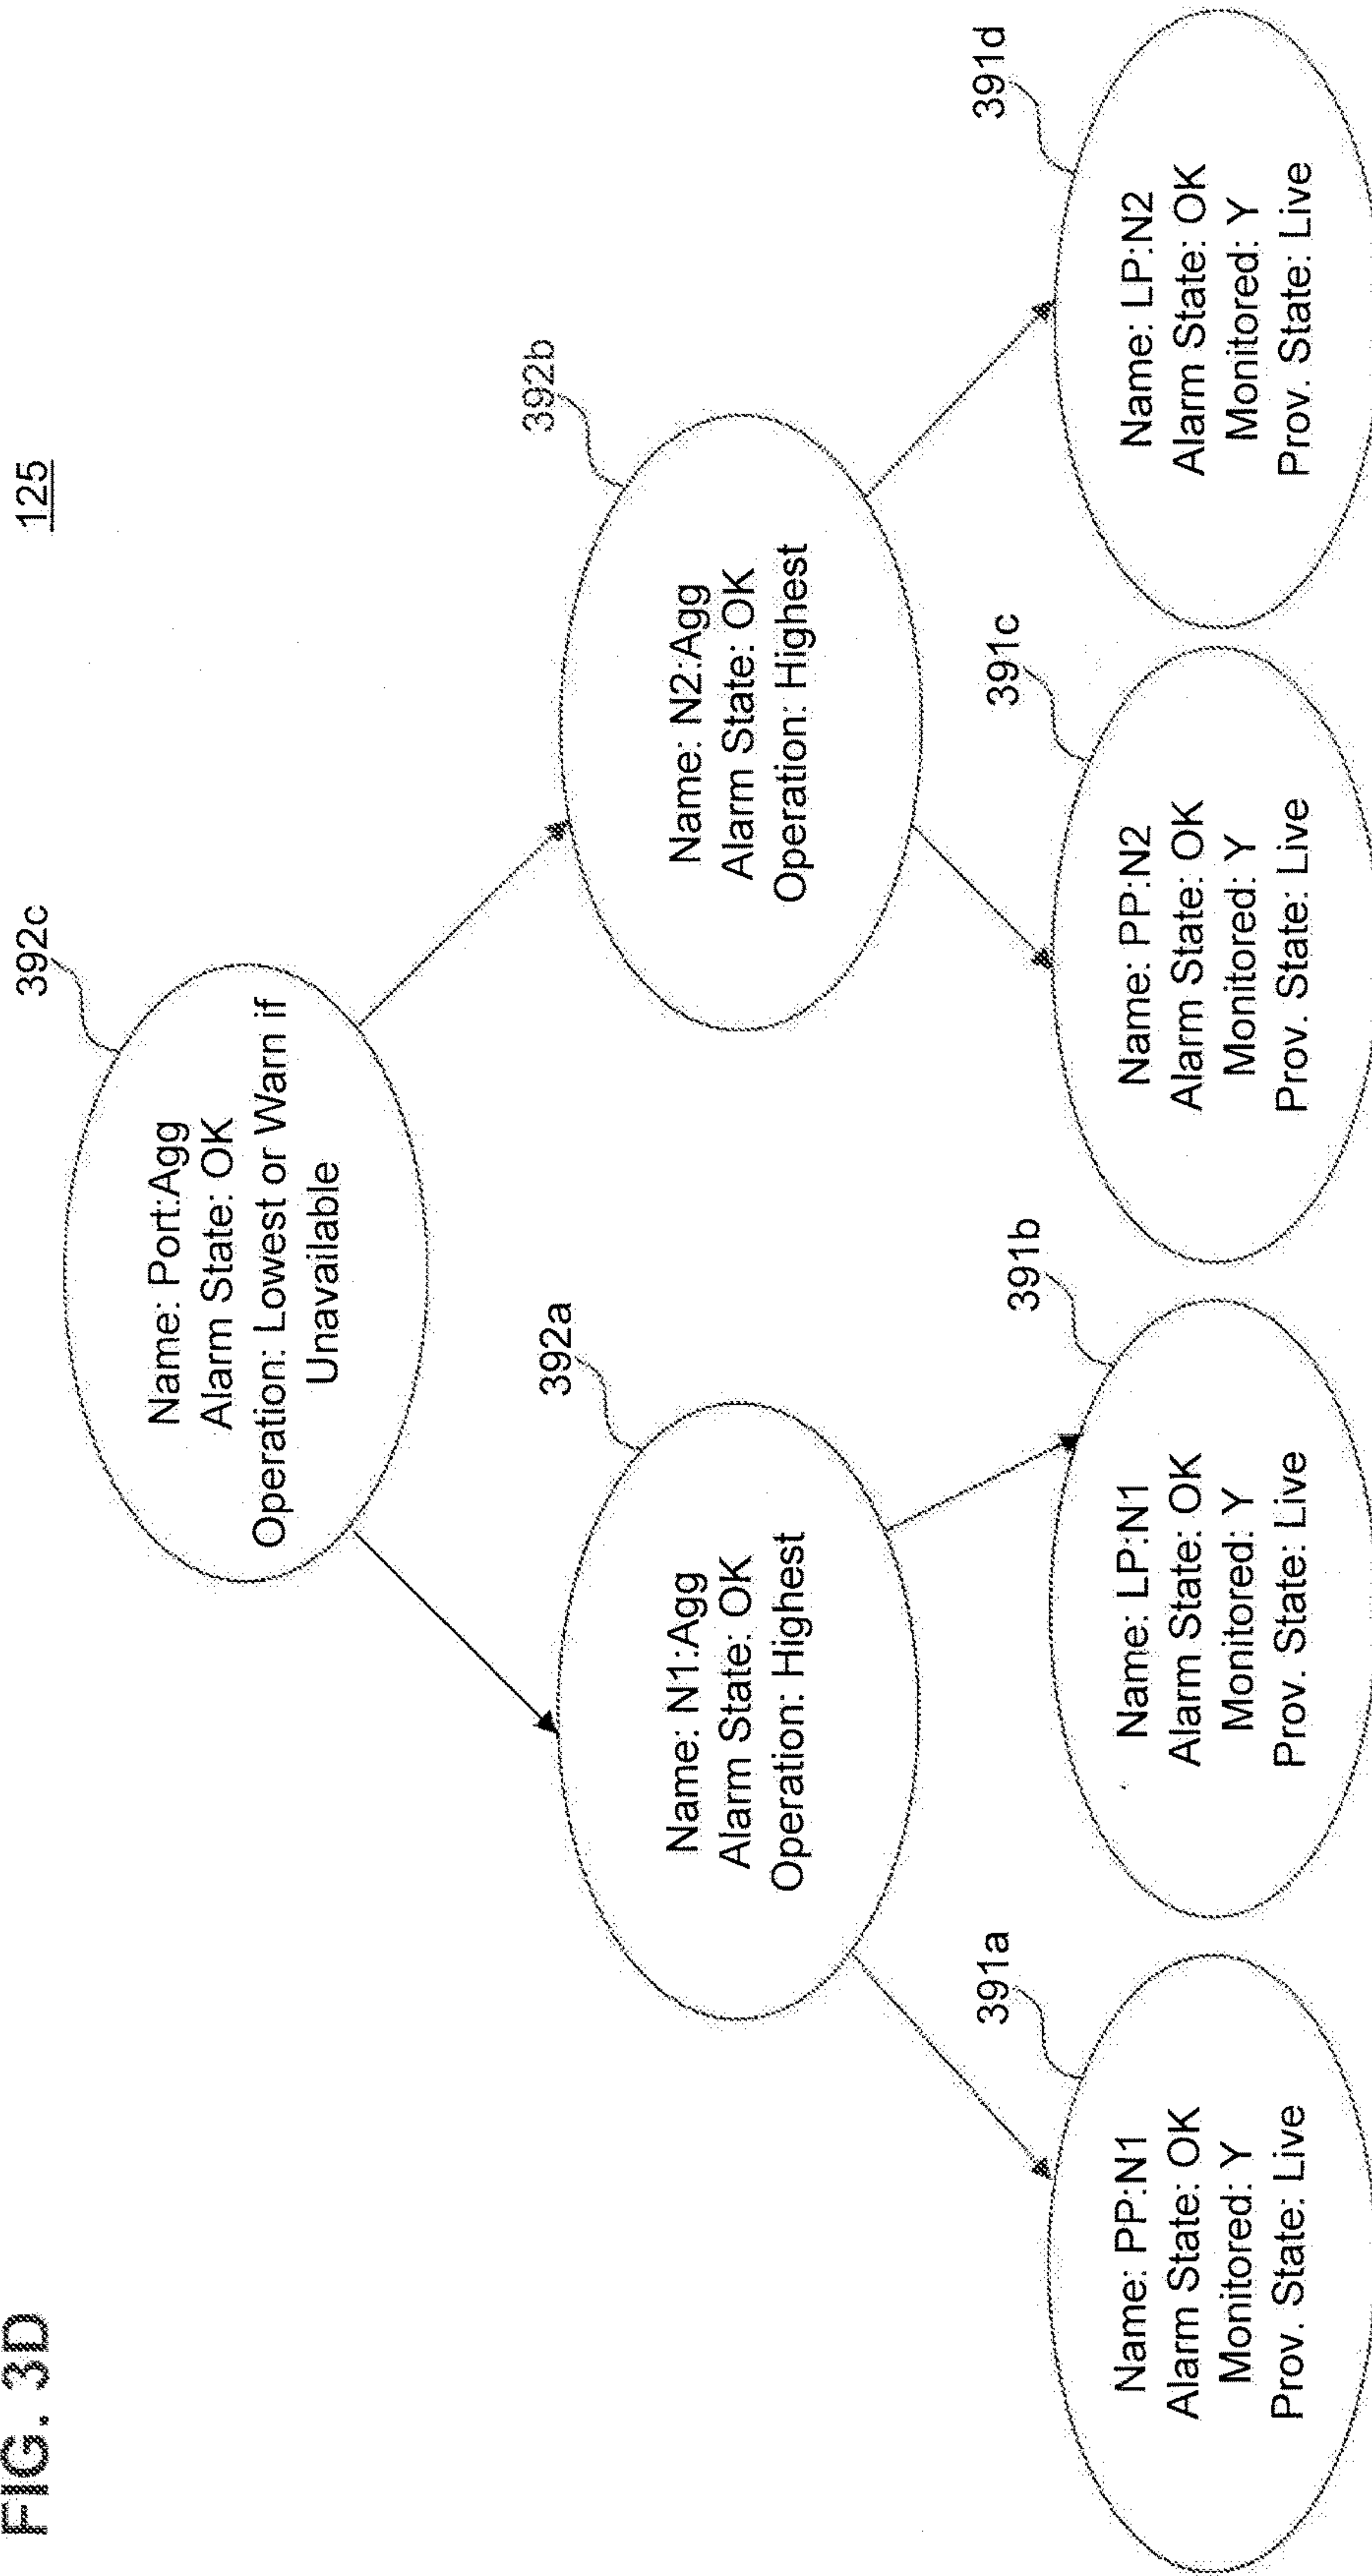 FIG. 3D
125
392c
Name: Port:Agg
Alarm State: OK
Operation: Lowest or Warn if
Unavailable
392a
Name: N1:Agg
Alarm State: OK
Operation: Highest
392b
Name: N2:Agg
Alarm State: OK
Operation: Highest
391a
Name: PP:N1
Alarm State: OK
Monitored: Y
Prov. State: Live
391b
Name: LP:N1
Alarm State: OK
Monitored: Y
Prov. State: Live
391c
Name: PP:N2
Alarm State: OK
Monitored: Y
Prov. State: Live
391d
Name: LP:N2
Alarm State: OK
Monitored: Y
Prov. State: Live